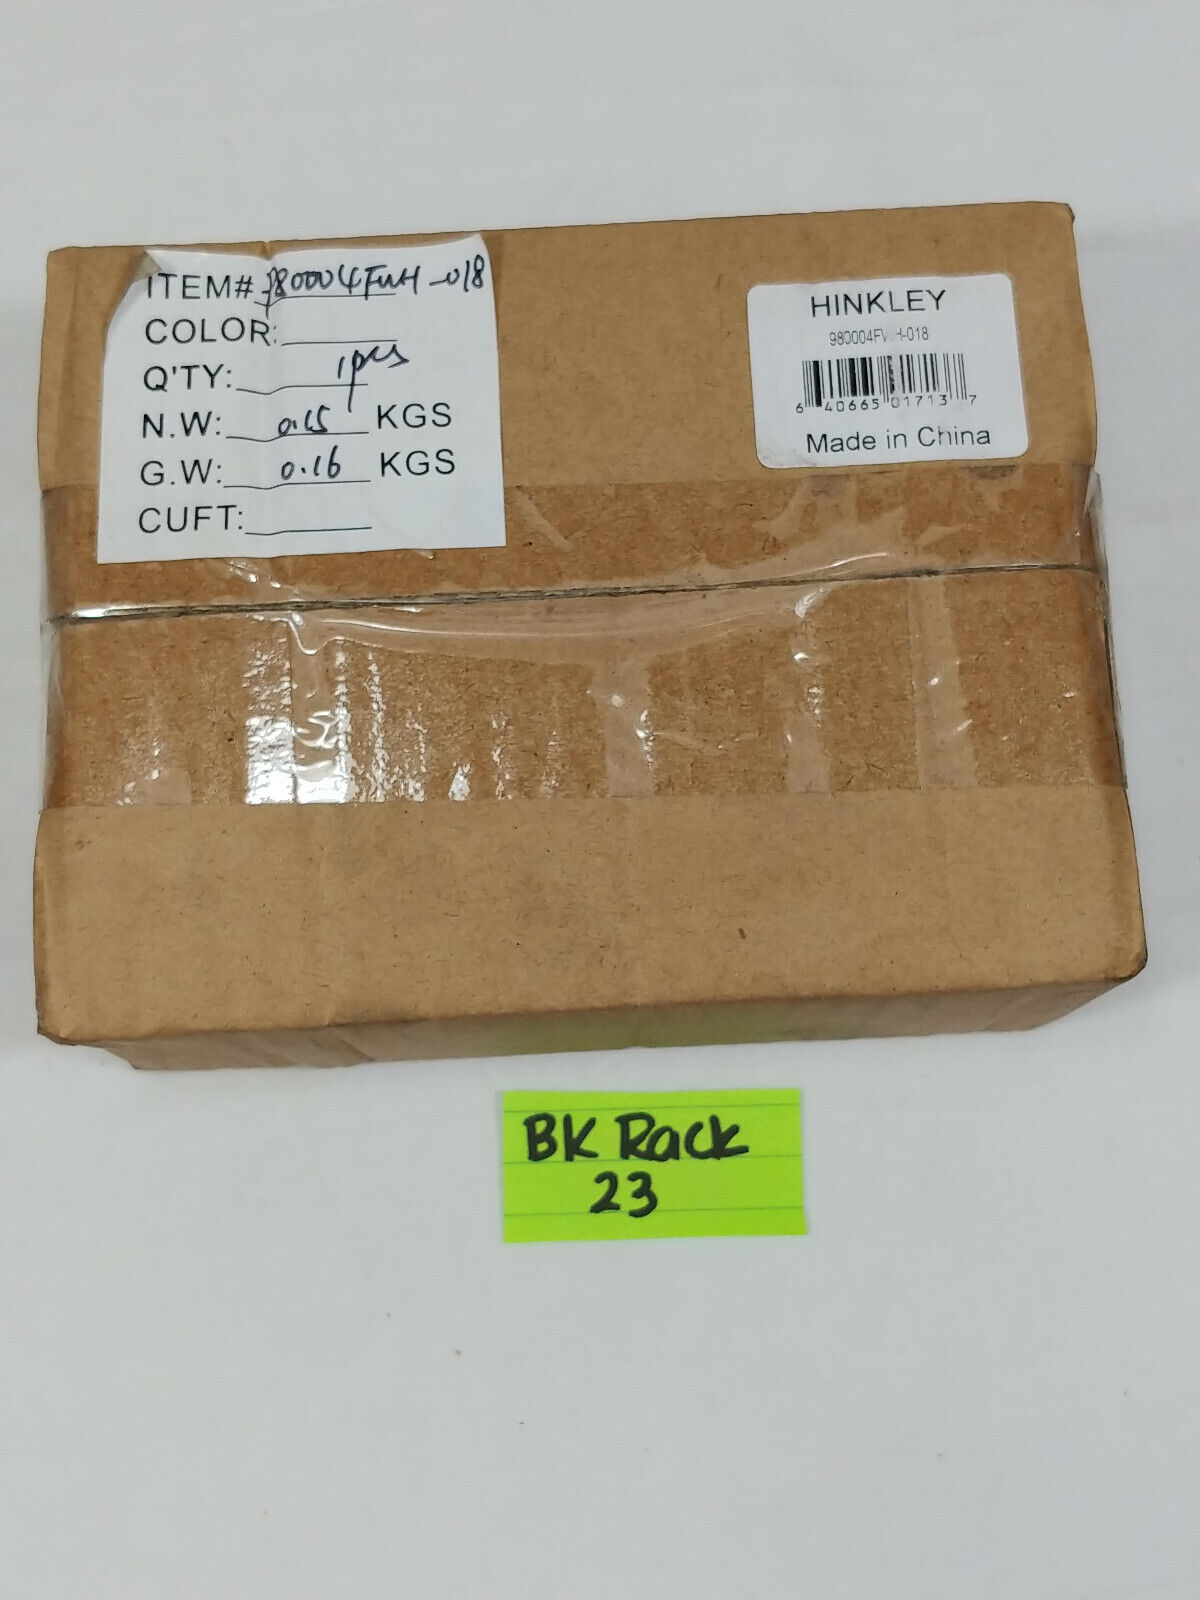 ITEM# 980004FWH-018
COLOR:
Q'TY: 1pcs
N.W: 0.15 KGS
G.W: 0.16 KGS
CUFT:
HINKLEY
980004FWH-018
6 40665 01713 7
Made in China
BK Rack
23